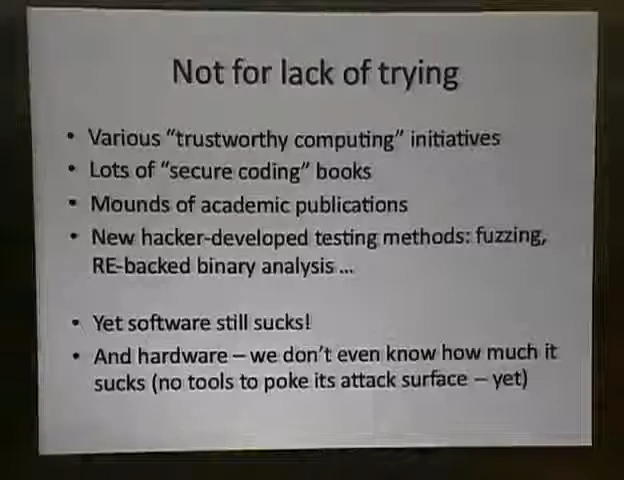 Not for lack of trying
• Various “trustworthy computing” initiatives
• Lots of “secure coding” books
• Mounds of academic publications
• New hacker-developed testing methods: fuzzing,
RE-backed binary analysis ...
• Yet software still sucks!
• And hardware – we don’t even know how much it
sucks (no tools to poke its attack surface – yet)